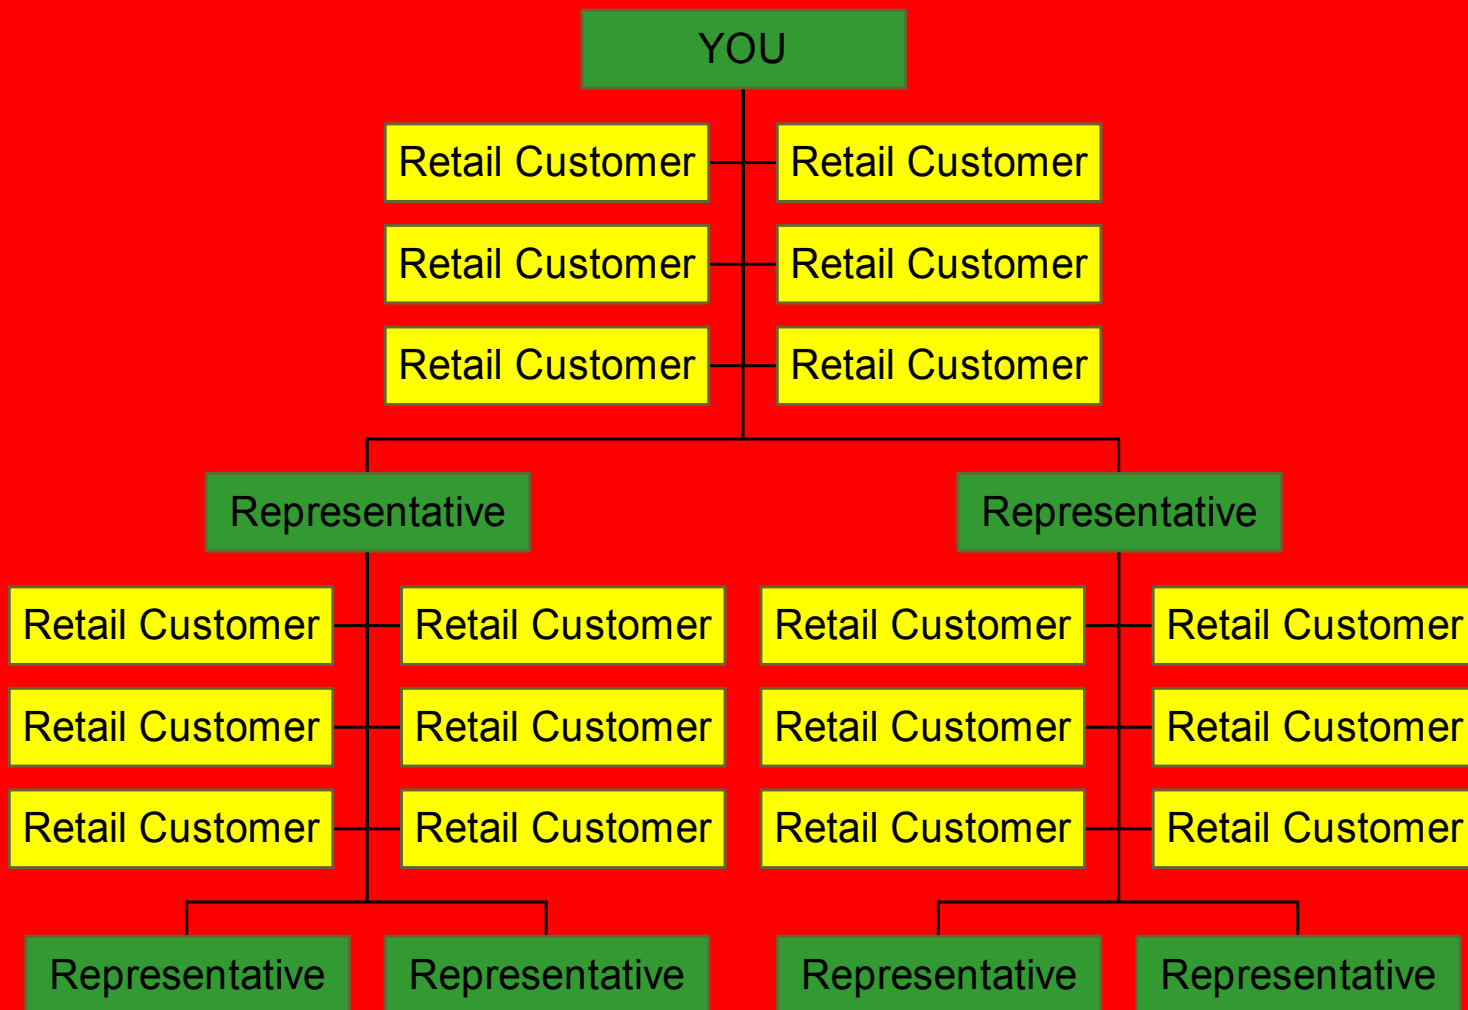 YOU
Retail Customer Retail Customer
Retail Customer Retail Customer
Retail Customer Retail Customer
Representative Representative
Retail Customer Retail Customer Retail Customer Retail Customer
Retail Customer Retail Customer Retail Customer Retail Customer
Retail Customer Retail Customer Retail Customer Retail Customer
Representative Representative Representative Representative